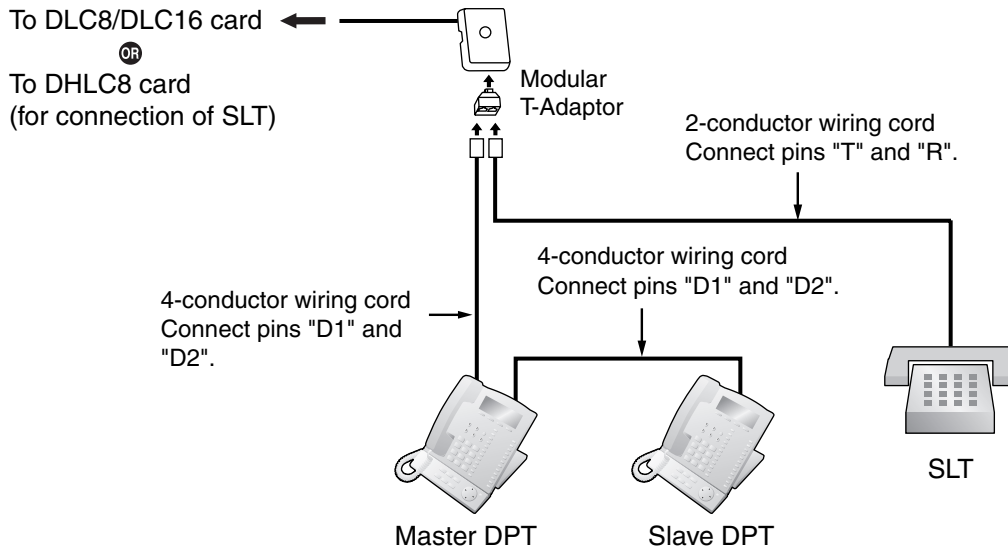 To DLC8/DLC16 card
OR
To DHLC8 card
(for connection of SLT)
Modular
T-Adaptor
2-conductor wiring cord
Connect pins "T" and "R".
4-conductor wiring cord
Connect pins "D1" and "D2".
4-conductor wiring cord
Connect pins "D1" and
"D2".
SLT
Master DPT
Slave DPT